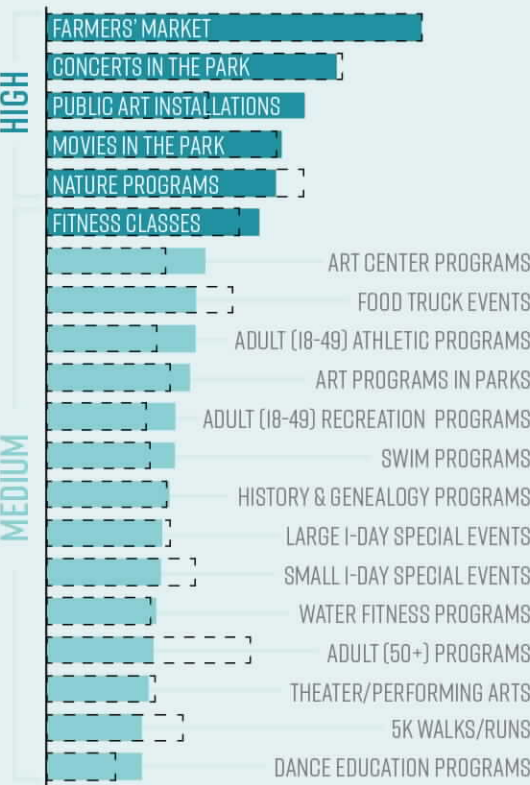 HIGH
FARMERS' MARKET
CONCERTS IN THE PARK
PUBLIC ART INSTALLATIONS
MOVIES IN THE PARK
NATURE PROGRAMS
FITNESS CLASSES
MEDIUM
ART CENTER PROGRAMS
FOOD TRUCK EVENTS
ADULT (18-49) ATHLETIC PROGRAMS
ART PROGRAMS IN PARKS
ADULT (18-49) RECREATION PROGRAMS
SWIM PROGRAMS
HISTORY & GENEALOGY PROGRAMS
LARGE 1-DAY SPECIAL EVENTS
SMALL 1-DAY SPECIAL EVENTS
WATER FITNESS PROGRAMS
ADULT (50+) PROGRAMS
THEATER/PERFORMING ARTS
5K WALKS/RUNS
DANCE EDUCATION PROGRAMS